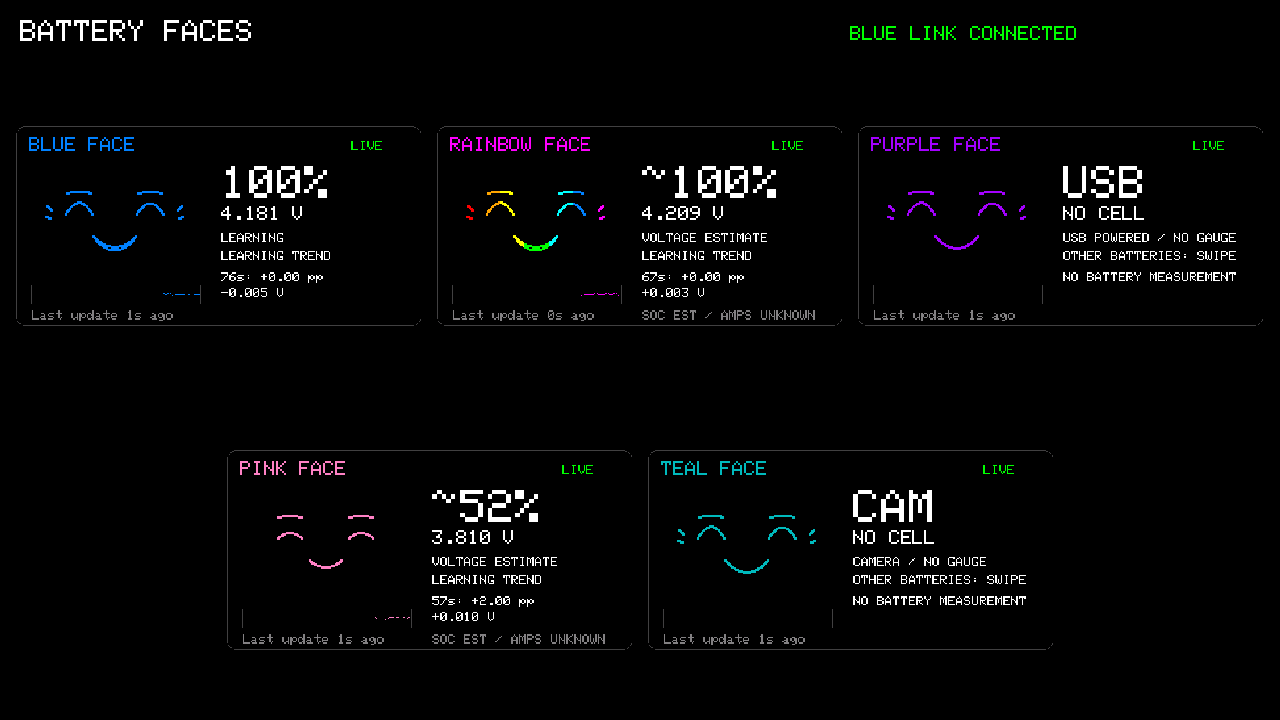 BATTERY FACES
BLUE LINK CONNECTED
BLUE FACE
LIVE
100%
4.181 V
LEARNING
LEARNING TREND
76s: +0.00 pp
-0.005 V
Last update 1s ago
RAINBOW FACE
LIVE
~100%
4.209 V
VOLTAGE ESTIMATE
LEARNING TREND
67s: +0.00 pp
+0.003 V
Last update 0s ago
SOC EST / AMPS UNKNOWN
PURPLE FACE
LIVE
USB
NO CELL
USB POWERED / NO GAUGE
OTHER BATTERIES: SWIPE
NO BATTERY MEASUREMENT
Last update 1s ago
PINK FACE
LIVE
~52%
3.810 V
VOLTAGE ESTIMATE
LEARNING TREND
57s: +2.00 pp
+0.010 V
Last update 1s ago
SOC EST / AMPS UNKNOWN
TEAL FACE
LIVE
CAM
NO CELL
CAMERA / NO GAUGE
OTHER BATTERIES: SWIPE
NO BATTERY MEASUREMENT
Last update 1s ago